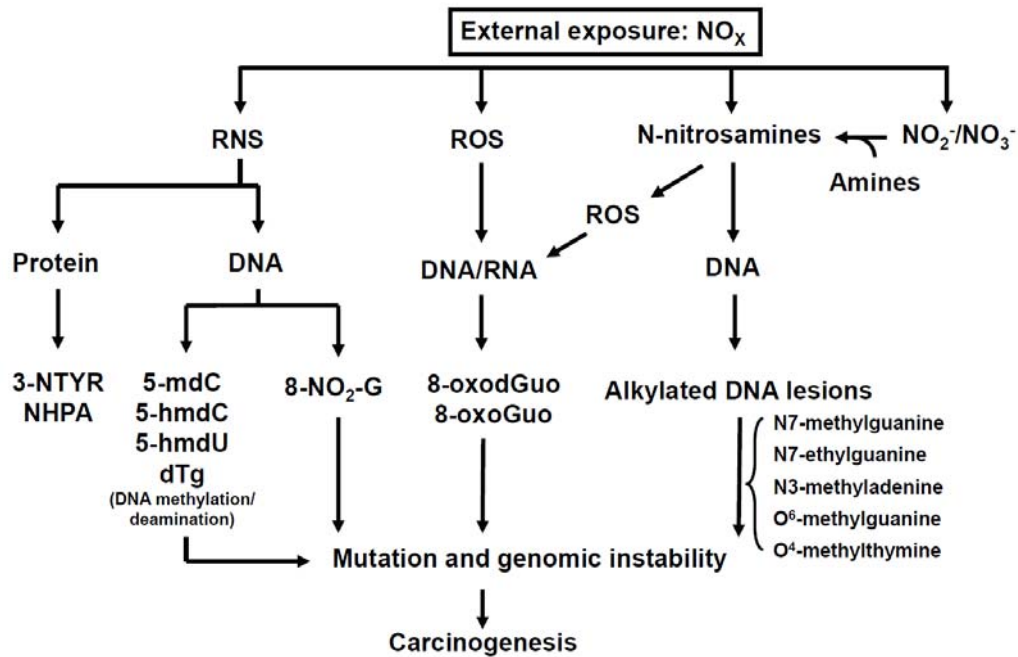 External exposure: NOX
RNS
ROS
N-nitrosamines
NO2-/NO3-
Amines
ROS
Protein
DNA
DNA/RNA
DNA
3-NTYR
NHPA
5-mdC
5-hmdC
5-hmdU
dTg
(DNA methylation/
deamination)
8-NO2-G
8-oxodGuo
8-oxoGuo
Alkylated DNA lesions
N7-methylguanine
N7-ethylguanine
N3-methyladenine
O6-methylguanine
O4-methylthymine
Mutation and genomic instability
Carcinogenesis